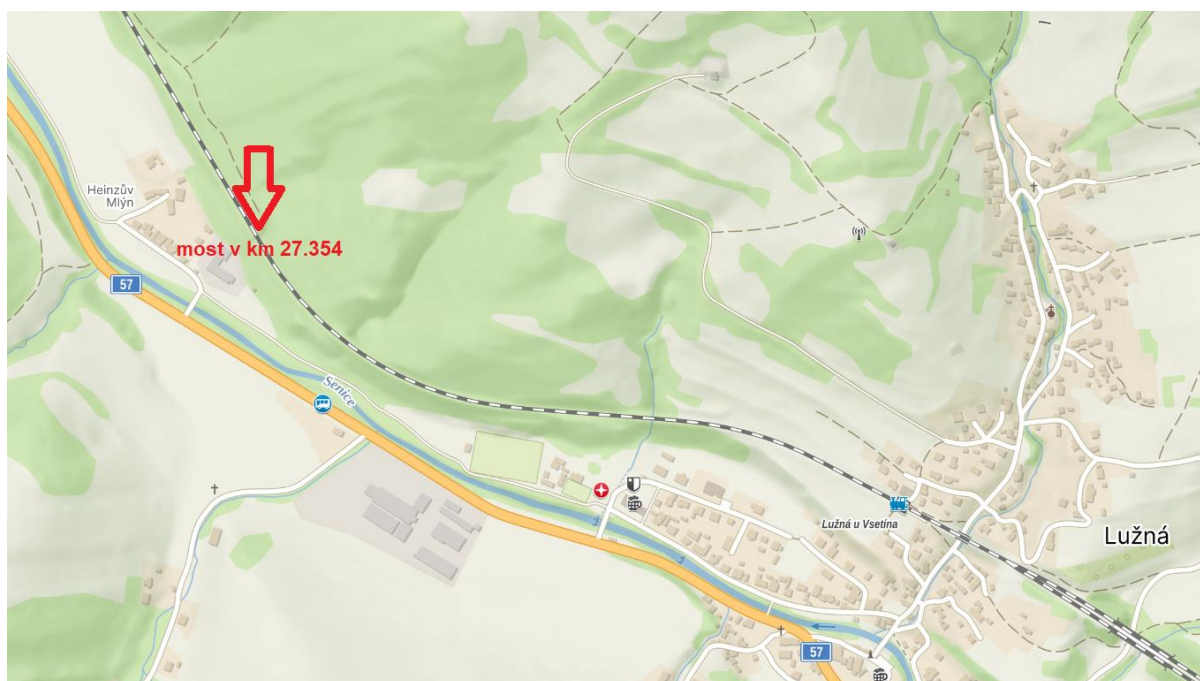 Heinzův
Mlýn
most v km 27.354
57
Senice
Lužná u Vsetína
Lužná
57